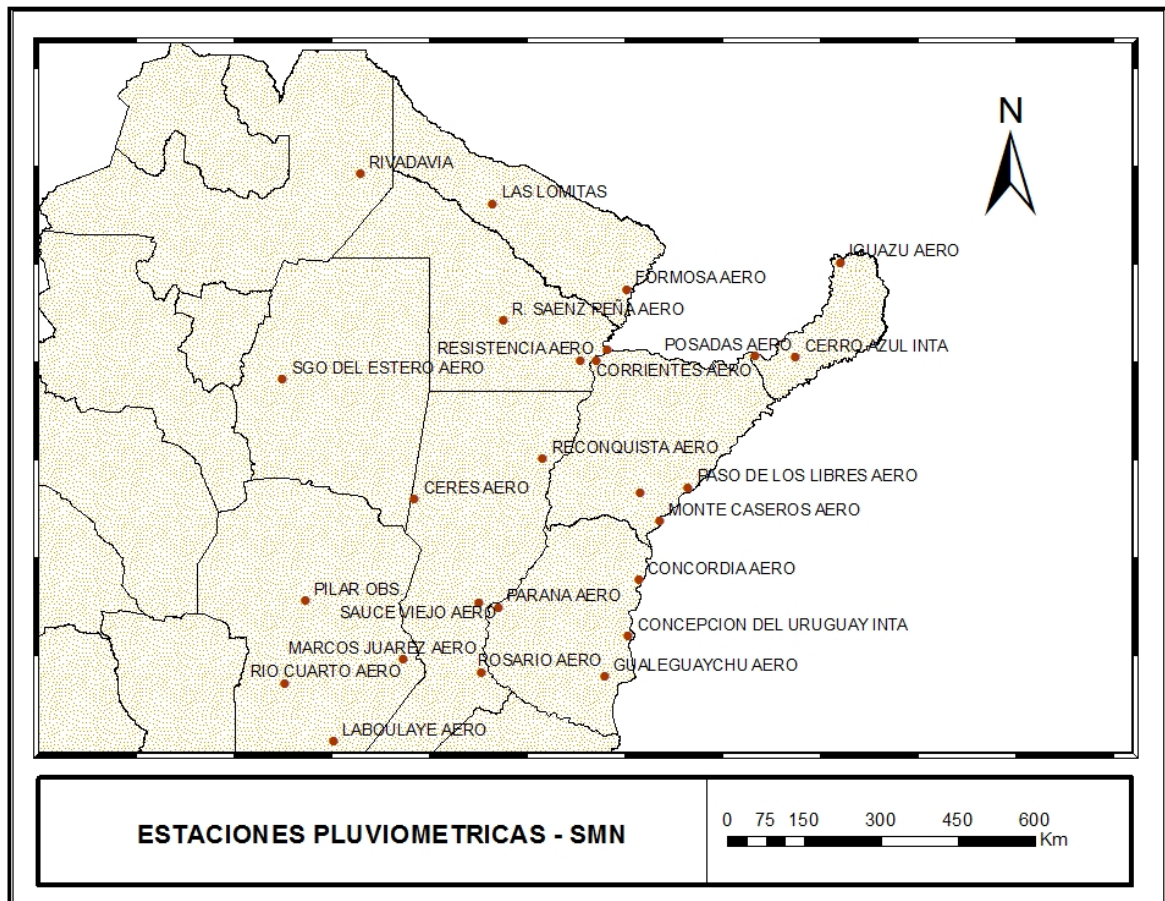 N
RIVADAVIA
LAS LOMITAS
IGUAZU AERO
FORMOSA AERO
R. SAENZ PEÑA AERO
RESISTENCIA AERO
POSADAS AERO
CERRO AZUL INTA
SGO DEL ESTERO AERO
CORRIENTES AERO
RECONQUISTA AERO
PASO DE LOS LIBRES AERO
CERES AERO
MONTE CASEROS AERO
CONCORDIA AERO
PILAR OBS.
PARANA AERO
SAUCE VIEJO AERO
CONCEPCION DEL URUGUAY INTA
MARCOS JUAREZ AERO
ROSARIO AERO
GUALEGUAYCHU AERO
RIO CUARTO AERO
LABOULAYE AERO
ESTACIONES PLUVIOMETRICAS - SMN
0 75 150 300 450 600
Km